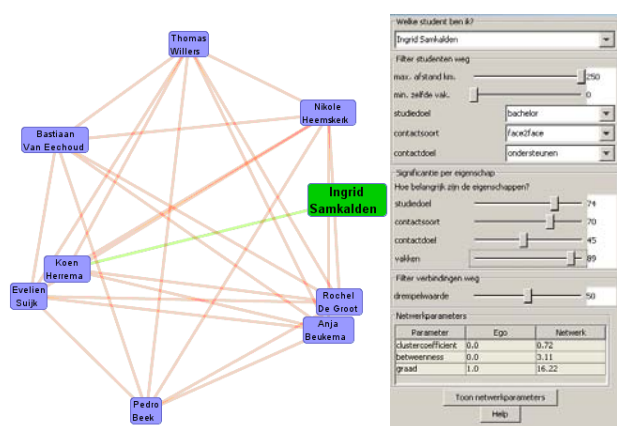 Thomas
Willers
Nikole
Heemskerk
Bastiaan
Van Eechoud
Ingrid
Samkalden
Koen
Herrema
Evelien
Suijk
Rochel
De Groot
Anja
Beukema
Pedro
Beek
Welke student ben ik?
Ingrid Samkalden
Filter studenten weg
max. afstand km. 250
min. zelfde vak. 0
studiedoel bachelor
contactsoort face2face
contactdoel ondersteunen
Significantie per eigenschap
Hoe belangrijk zijn de eigenschappen?
studiedoel 74
contactsoort 70
contactdoel 45
vakken 89
Filter verbindingen weg
drempelwaarde 50
Netwerkparameters
Parameter Ego Netwerk
clustercoefficient 0.0 0.72
betweenness 0.0 3.11
graad 1.0 16.22
Toon netwerkparameters
Help